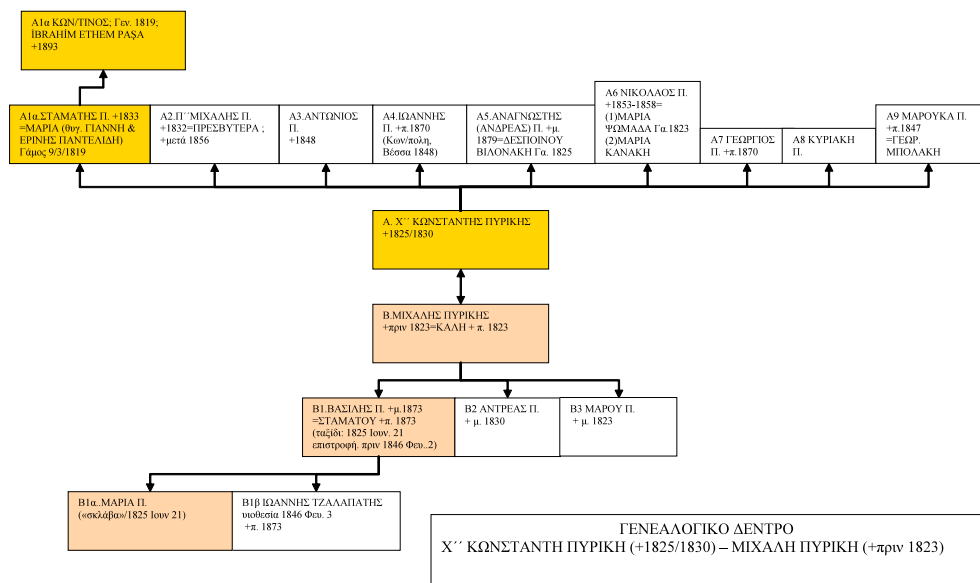 Α1α ΚΩΝ/ΤΙΝΟΣ; Γεν. 1819;
İBRAHİM ETHEM PAŞA
+1893
Α1α.ΣΤΑΜΑΤΗΣ Π. +1833
=ΜΑΡΙΑ (θυγ. ΓΙΑΝΝΗ &
ΕΡΙΝΗΣ ΠΑΝΤΕΛΙΔΗ)
Γάμος 9/3/1819
Α2.Π΄΄ΜΙΧΑΛΗΣ Π.
+1832=ΠΡΕΣΒΥΤΕΡΑ ;
+μετά 1856
Α3.ΑΝΤΩΝΙΟΣ
Π.
+1848
Α4.ΙΩΑΝΝΗΣ
Π. +π.1870
(Κων/πολη,
Βέσσα 1848)
Α5.ΑΝΑΓΝΩΣΤΗΣ
(ΑΝΔΡΕΑΣ) Π. +μ.
1879=ΔΕΣΠΟΙΝΟΥ
ΒΙΛΟΝΑΚΗ Γα. 1825
Α6 ΝΙΚΟΛΑΟΣ Π.
+1853-1858=
(1)ΜΑΡΙΑ
ΨΩΜΑΔΑ Γα.1823
(2)ΜΑΡΙΑ
ΚΑΝΑΚΗ
Α7 ΓΕΩΡΓΙΟΣ
Π. +π.1870
Α8 ΚΥΡΙΑΚΗ
Π.
Α9 ΜΑΡΟΥΚΑ Π.
+π.1847
=ΓΕΩΡ.
ΜΠΟΛΑΚΗ
Α. Χ΄΄ ΚΩΝΣΤΑΝΤΗΣ ΠΥΡΙΚΗΣ
+1825/1830
Β.ΜΙΧΑΛΗΣ ΠΥΡΙΚΗΣ
+πριν 1823=ΚΑΛΗ + π. 1823
Β1.ΒΑΣΙΛΗΣ Π. +μ.1873
=ΣΤΑΜΑΤΟΥ +π. 1873
(ταξίδι: 1825 Ιουν. 21
επιστροφή. πριν 1846 Φευ..2)
Β2 ΑΝΤΡΕΑΣ Π.
+ μ. 1830
Β3 ΜΑΡΟΥ Π.
+ μ. 1823
Β1α..ΜΑΡΙΑ Π.
(«σκλάβα»/1825 Ιουν 21)
Β1β ΙΩΑΝΝΗΣ ΤΖΑΛΑΠΑΤΗΣ
υιοθεσία 1846 Φευ. 3
+π. 1873
ΓΕΝΕΑΛΟΓΙΚΟ ΔΕΝΤΡΟ
Χ΄΄ ΚΩΝΣΤΑΝΤΗ ΠΥΡΙΚΗ (+1825/1830) – ΜΙΧΑΛΗ ΠΥΡΙΚΗ (+πριν 1823)